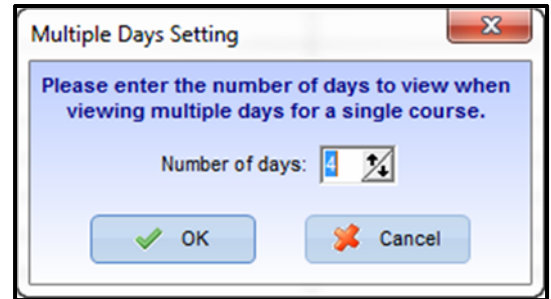 Multiple Days Setting
Please enter the number of days to view when
viewing multiple days for a single course.
Number of days: 4
OK Cancel